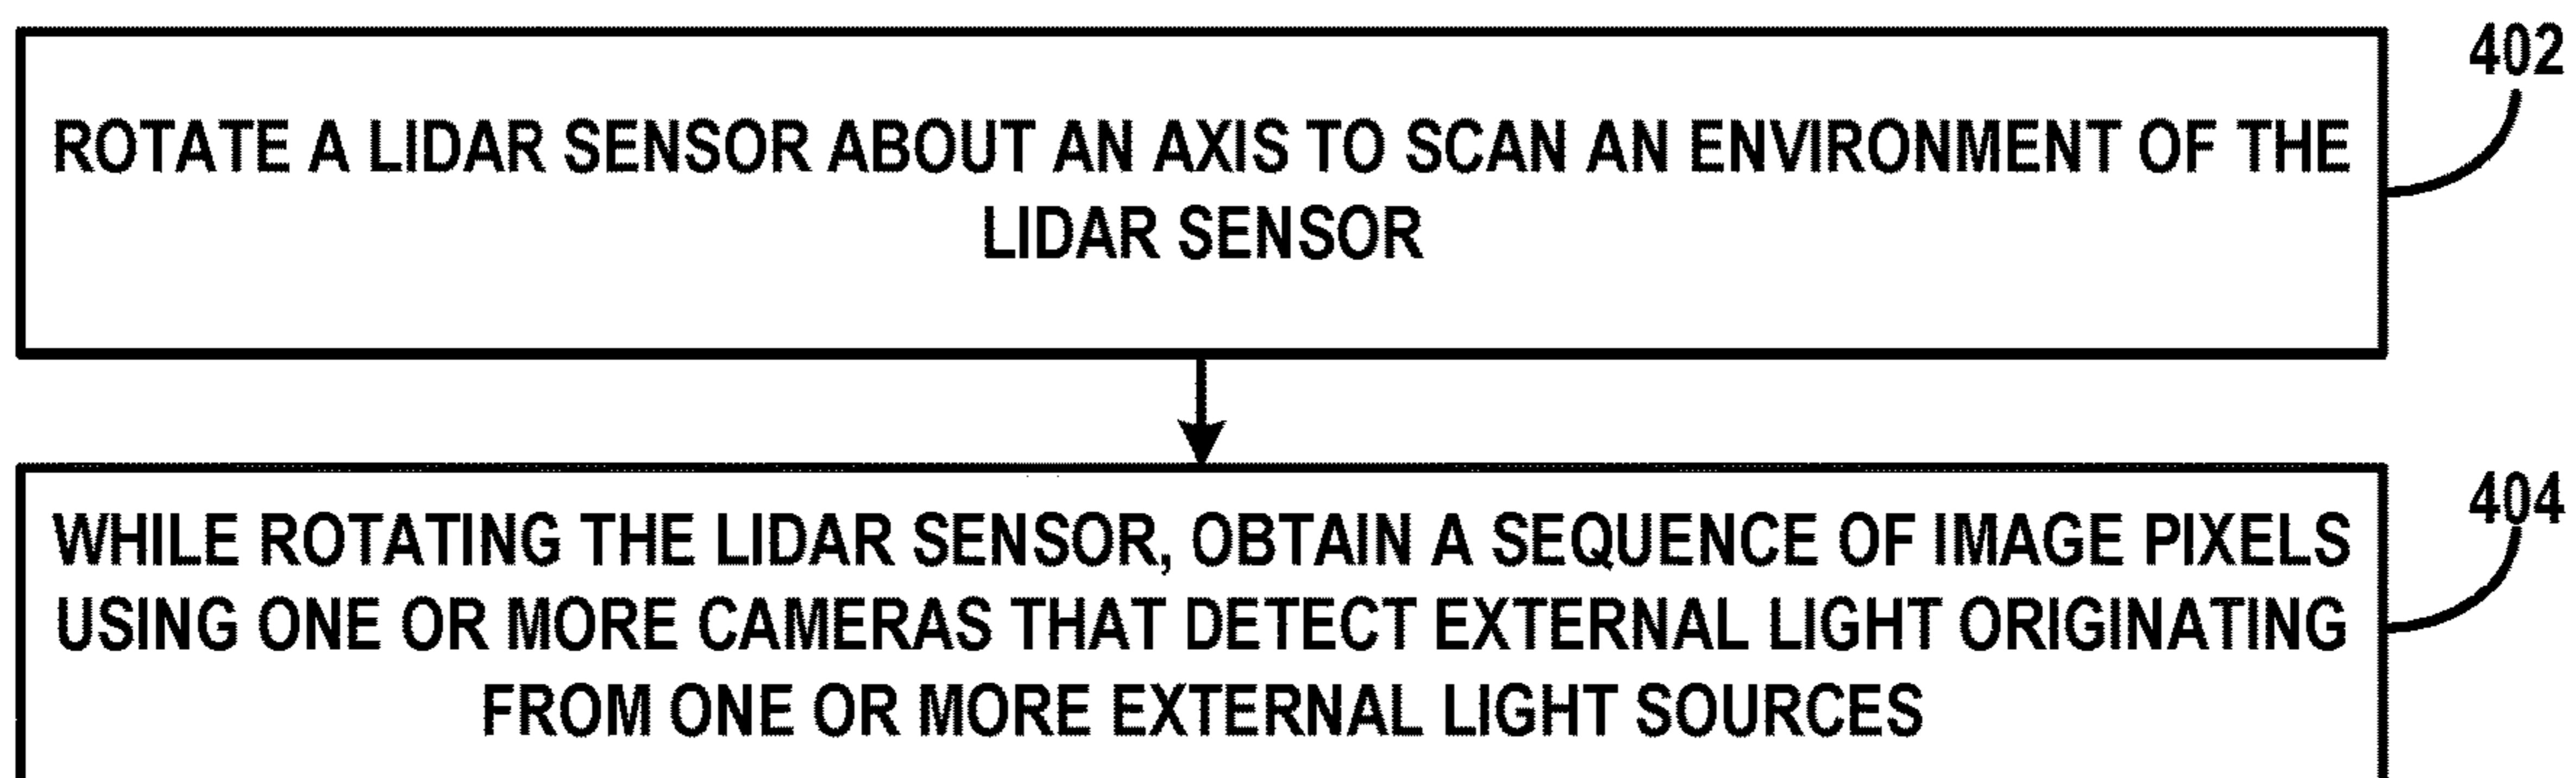 402
ROTATE A LIDAR SENSOR ABOUT AN AXIS TO SCAN AN ENVIRONMENT OF THE
LIDAR SENSOR
404
WHILE ROTATING THE LIDAR SENSOR, OBTAIN A SEQUENCE OF IMAGE PIXELS
USING ONE OR MORE CAMERAS THAT DETECT EXTERNAL LIGHT ORIGINATING
FROM ONE OR MORE EXTERNAL LIGHT SOURCES